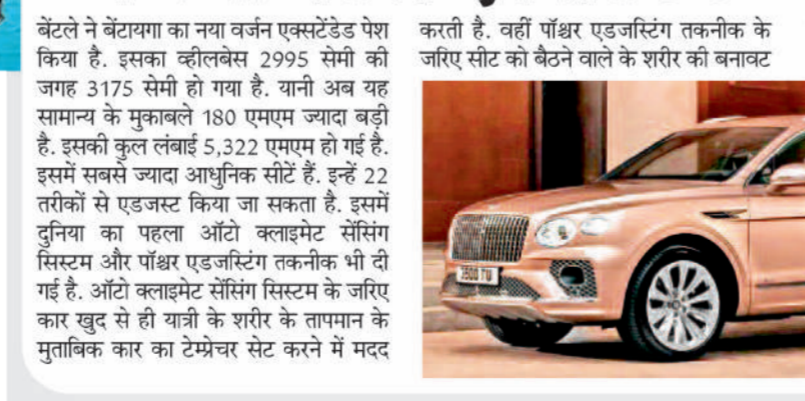 बेंटले ने बेंटायगा का नया वर्जन एक्सटेंडेड पेश
किया है. इसका व्हीलबेस 2995 सेमी की
जगह 3175 सेमी हो गया है. यानी अब यह
सामान्य के मुकाबले 180 एमएम ज्यादा बड़ी
है. इसकी कुल लंबाई 5,322 एमएम हो गई है.
इसमें सबसे ज्यादा आधुनिक सीटें हैं. इन्हें 22
तरीकों से एडजस्ट किया जा सकता है. इसमें
दुनिया का पहला ऑटो क्लाइमेट सेंसिंग
सिस्टम और पॉश्चर एडजस्टिंग तकनीक भी दी
गई है. ऑटो क्लाइमेट सेंसिंग सिस्टम के जरिए
कार खुद से ही यात्री के शरीर के तापमान के
मुताबिक कार का टेम्प्रेचर सेट करने में मदद
करती है. वहीं पॉश्चर एडजस्टिंग तकनीक के
जरिए सीट को बैठने वाले के शरीर की बनावट